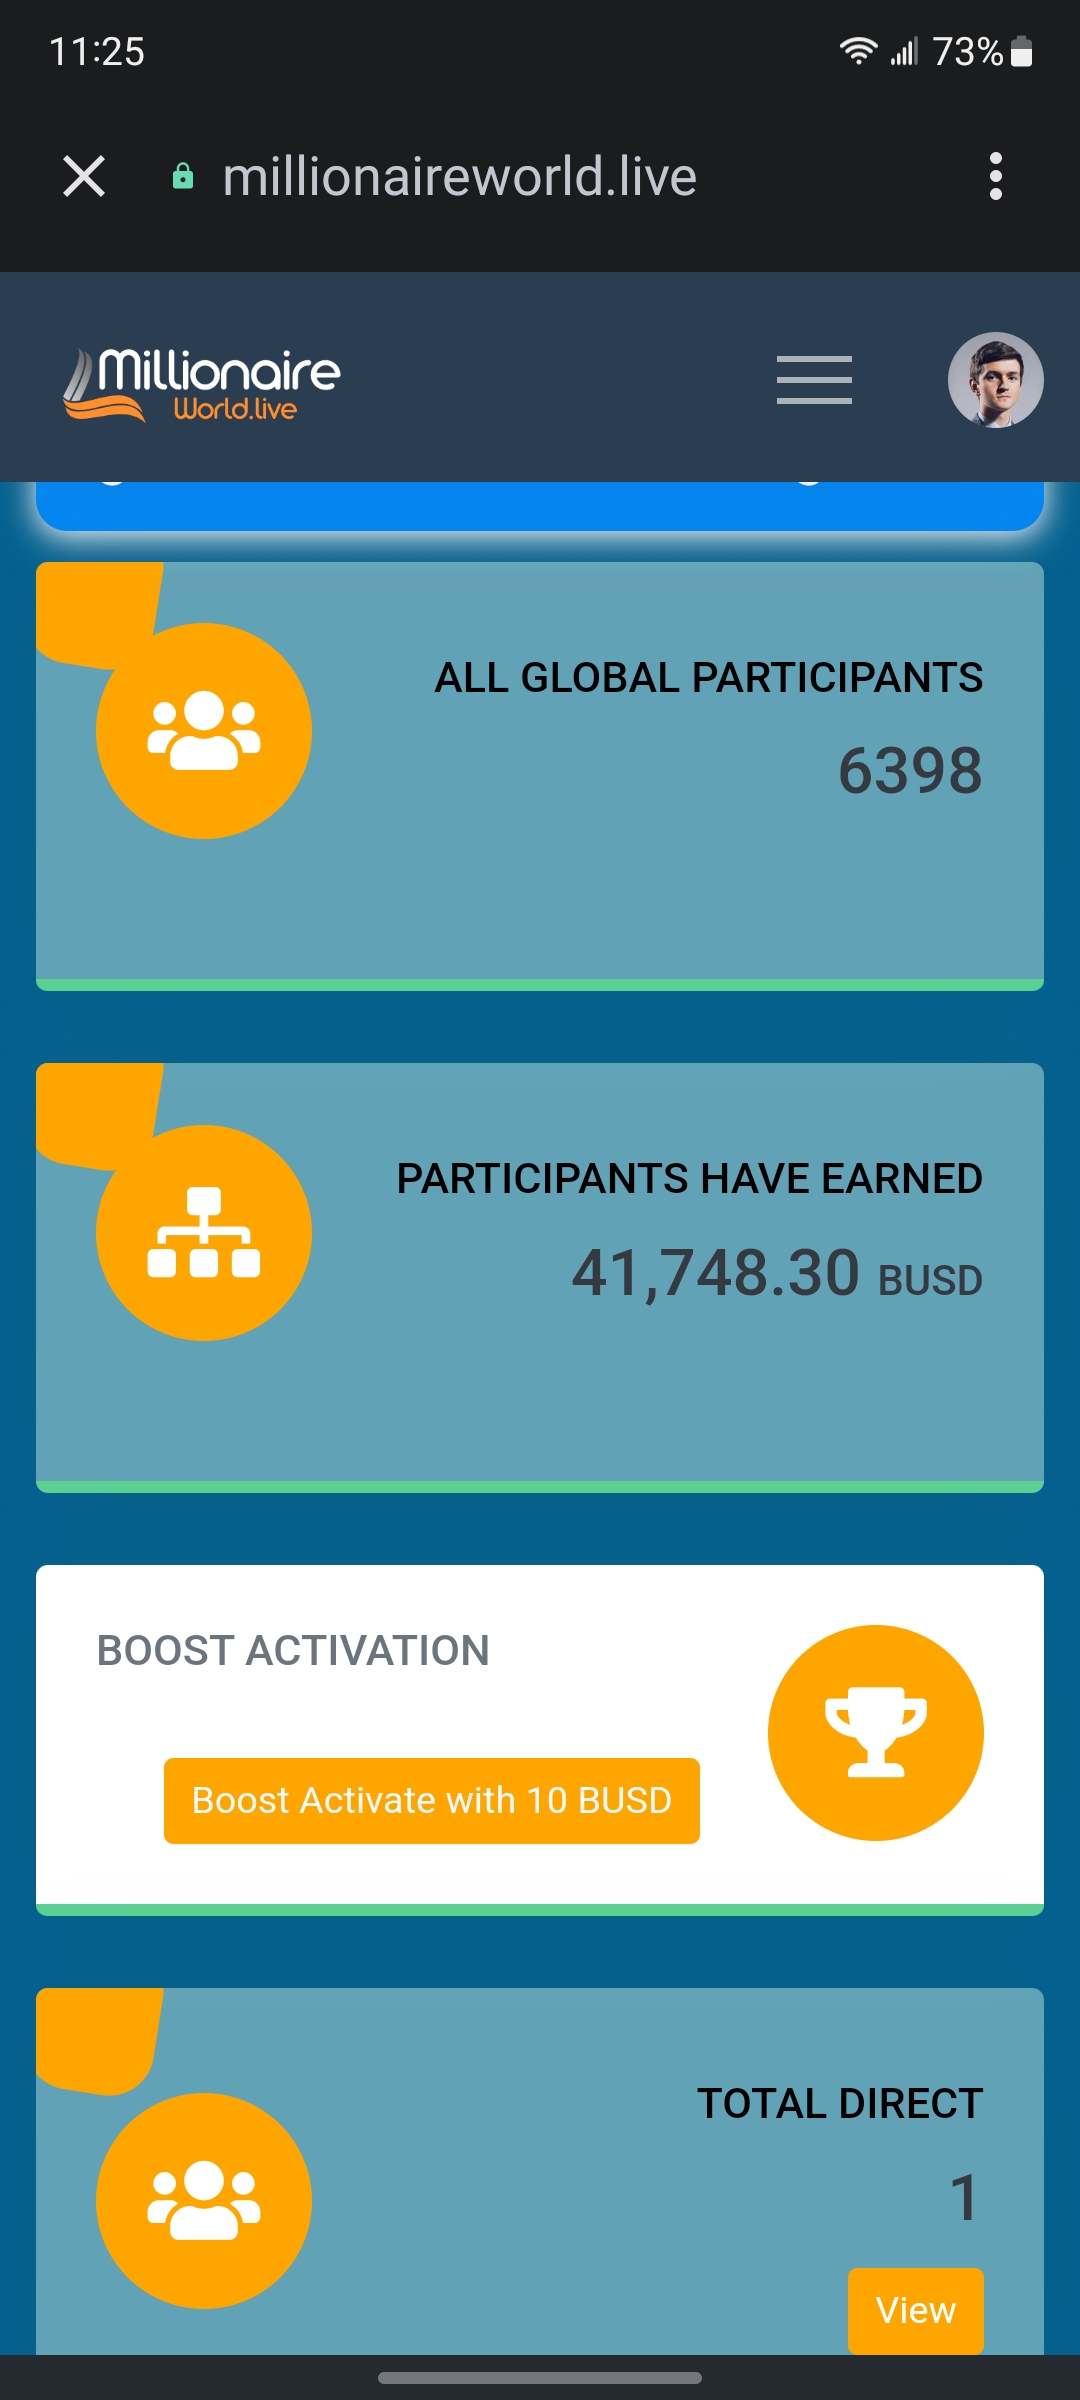 11:25
73%
millionaireworld.live
Millionaire
World.live
ALL GLOBAL PARTICIPANTS
6398
PARTICIPANTS HAVE EARNED
41,748.30 BUSD
BOOST ACTIVATION
Boost Activate with 10 BUSD
TOTAL DIRECT
1
View